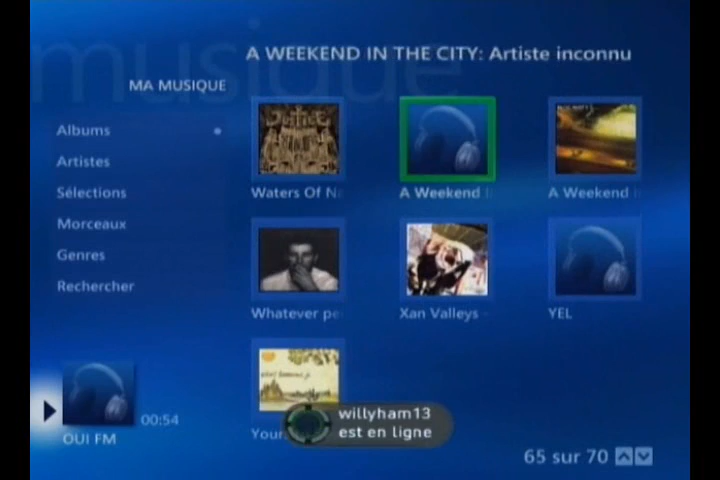 musique
A WEEKEND IN THE CITY: Artiste inconnu
MA MUSIQUE
Albums
Artistes
Sélections
Morceaux
Genres
Rechercher
Waters Of N
A Weekend
A Weekend
Whatever pe
Xan Valleys -
YEL
Your
00:54
OUI FM
willyham13
est en ligne
65 sur 70